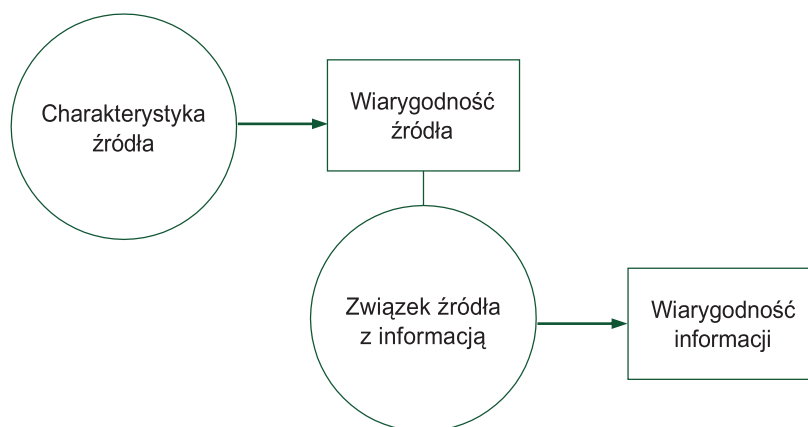 Charakterystyka
źródła
Wiarygodność
źródła
Związek źródła
z informacją
Wiarygodność
informacji